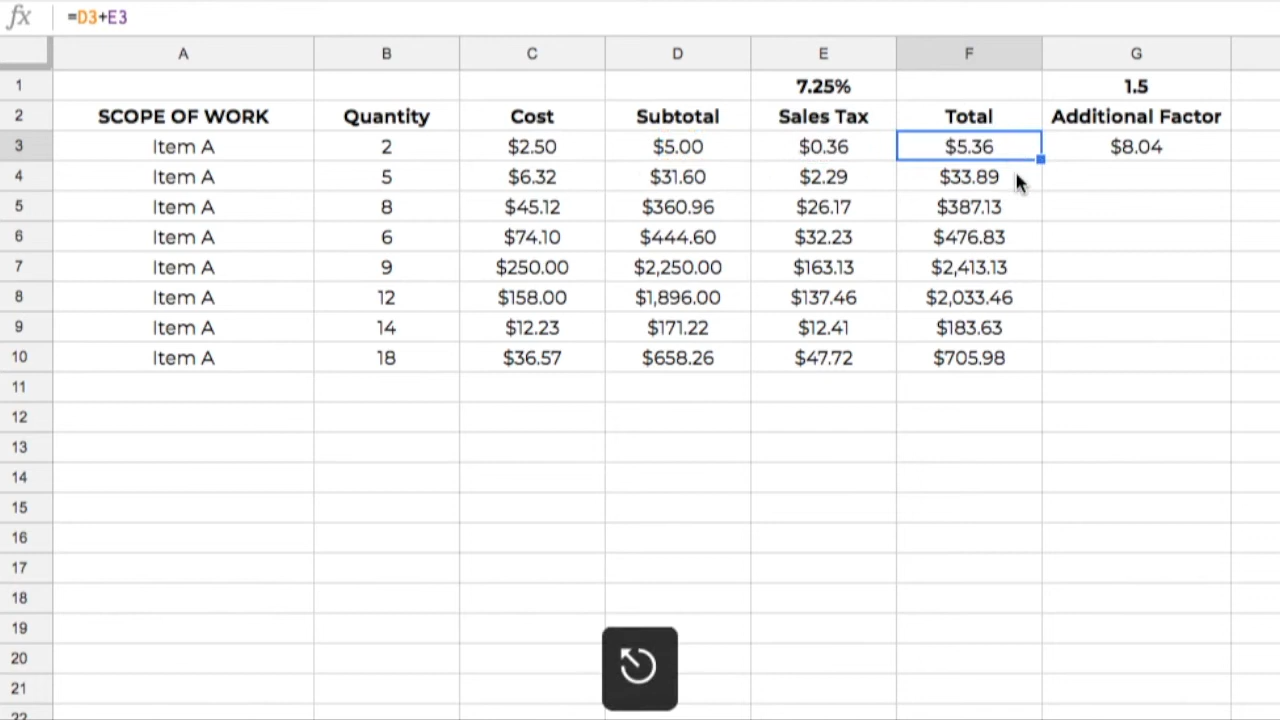 fx =D3+E3
A B C D E F G
1 7.25% 1.5
2 SCOPE OF WORK Quantity Cost Subtotal Sales Tax Total Additional Factor
3 Item A 2 $2.50 $5.00 $0.36 $5.36 $8.04
4 Item A 5 $6.32 $31.60 $2.29 $33.89
5 Item A 8 $45.12 $360.96 $26.17 $387.13
6 Item A 6 $74.10 $444.60 $32.23 $476.83
7 Item A 9 $250.00 $2,250.00 $163.13 $2,413.13
8 Item A 12 $158.00 $1,896.00 $137.46 $2,033.46
9 Item A 14 $12.23 $171.22 $12.41 $183.63
10 Item A 18 $36.57 $658.26 $47.72 $705.98
11
12
13
14
15
16
17
18
19
20
21
22